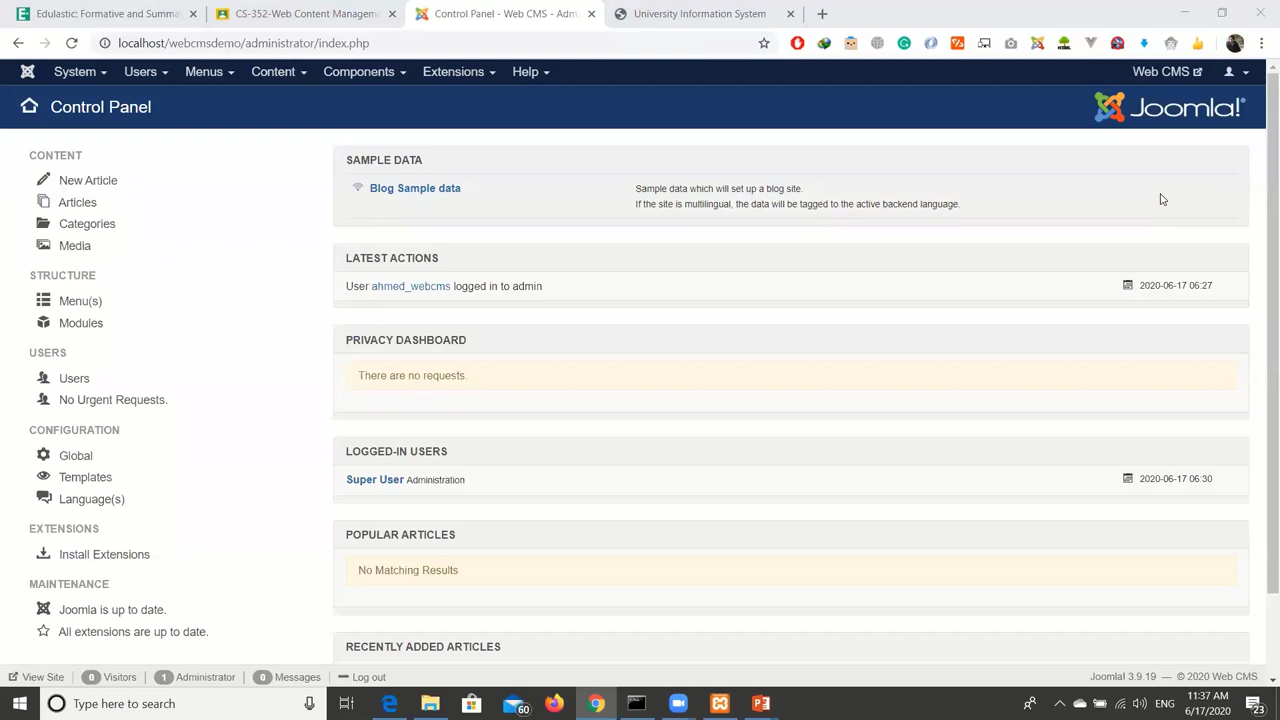 Edulastic: Formative and Summa
CS-352-Web Content Manageme
Control Panel - Web CMS - Adm
University Information System
localhost/webcmsdemo/administrator/index.php
System Users Menus Content Components Extensions Help Web CMS
Control Panel
Joomla!®
CONTENT
New Article
Articles
Categories
Media
STRUCTURE
Menu(s)
Modules
USERS
Users
No Urgent Requests.
CONFIGURATION
Global
Templates
Language(s)
EXTENSIONS
Install Extensions
MAINTENANCE
Joomla is up to date.
All extensions are up to date.
SAMPLE DATA
Blog Sample data
Sample data which will set up a blog site.
If the site is multilingual, the data will be tagged to the active backend language.
LATEST ACTIONS
User ahmed_webcms logged in to admin 2020-06-17 06:27
PRIVACY DASHBOARD
There are no requests.
LOGGED-IN USERS
Super User Administration 2020-06-17 06:30
POPULAR ARTICLES
No Matching Results
RECENTLY ADDED ARTICLES
View Site 0 Visitors 1 Administrator 0 Messages Log out Joomla! 3.9.19 — © 2020 Web CMS
Type here to search
60
ENG
11:37 AM
6/17/2020
23